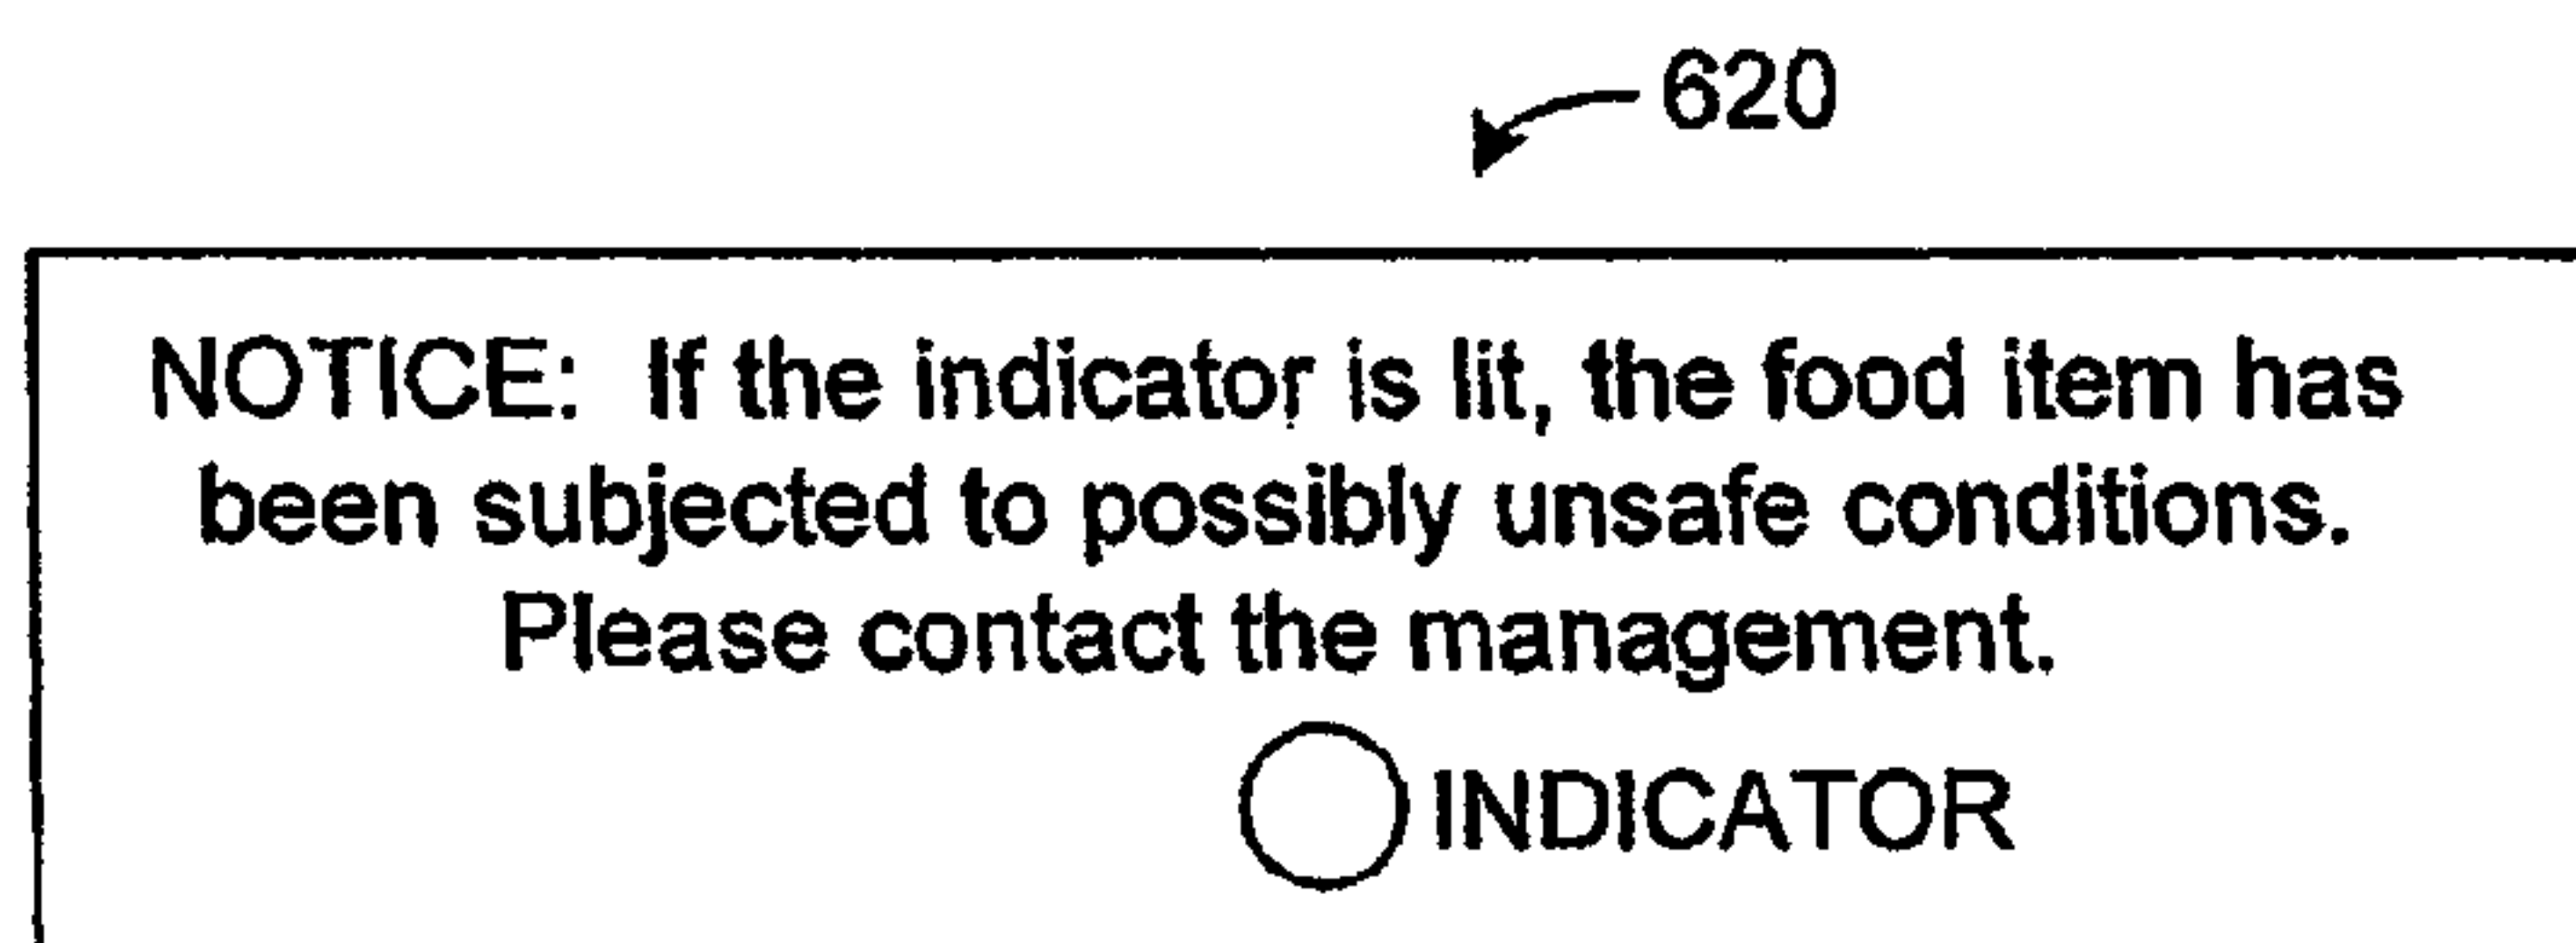 620
NOTICE: If the indicator is lit, the food item has
been subjected to possibly unsafe conditions.
Please contact the management.
INDICATOR